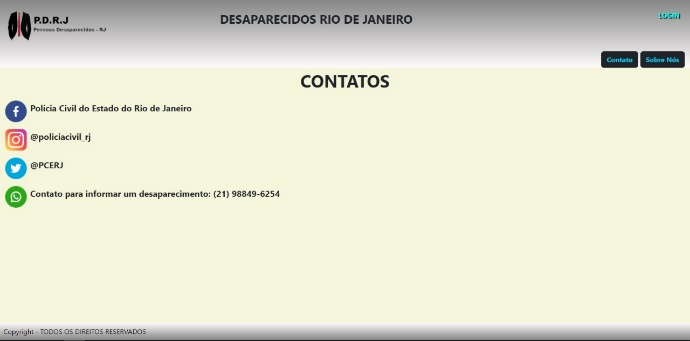 P.D.R.J
Pessoas Desaparecidas - RJ
DESAPARECIDOS RIO DE JANEIRO
LOGIN
Contato
Sobre Nós
CONTATOS
Polícia Civil do Estado do Rio de Janeiro
@policiacivil_rj
@PCERJ
Contato para informar um desaparecimento: (21) 98849-6254
Copyright - TODOS OS DIREITOS RESERVADOS